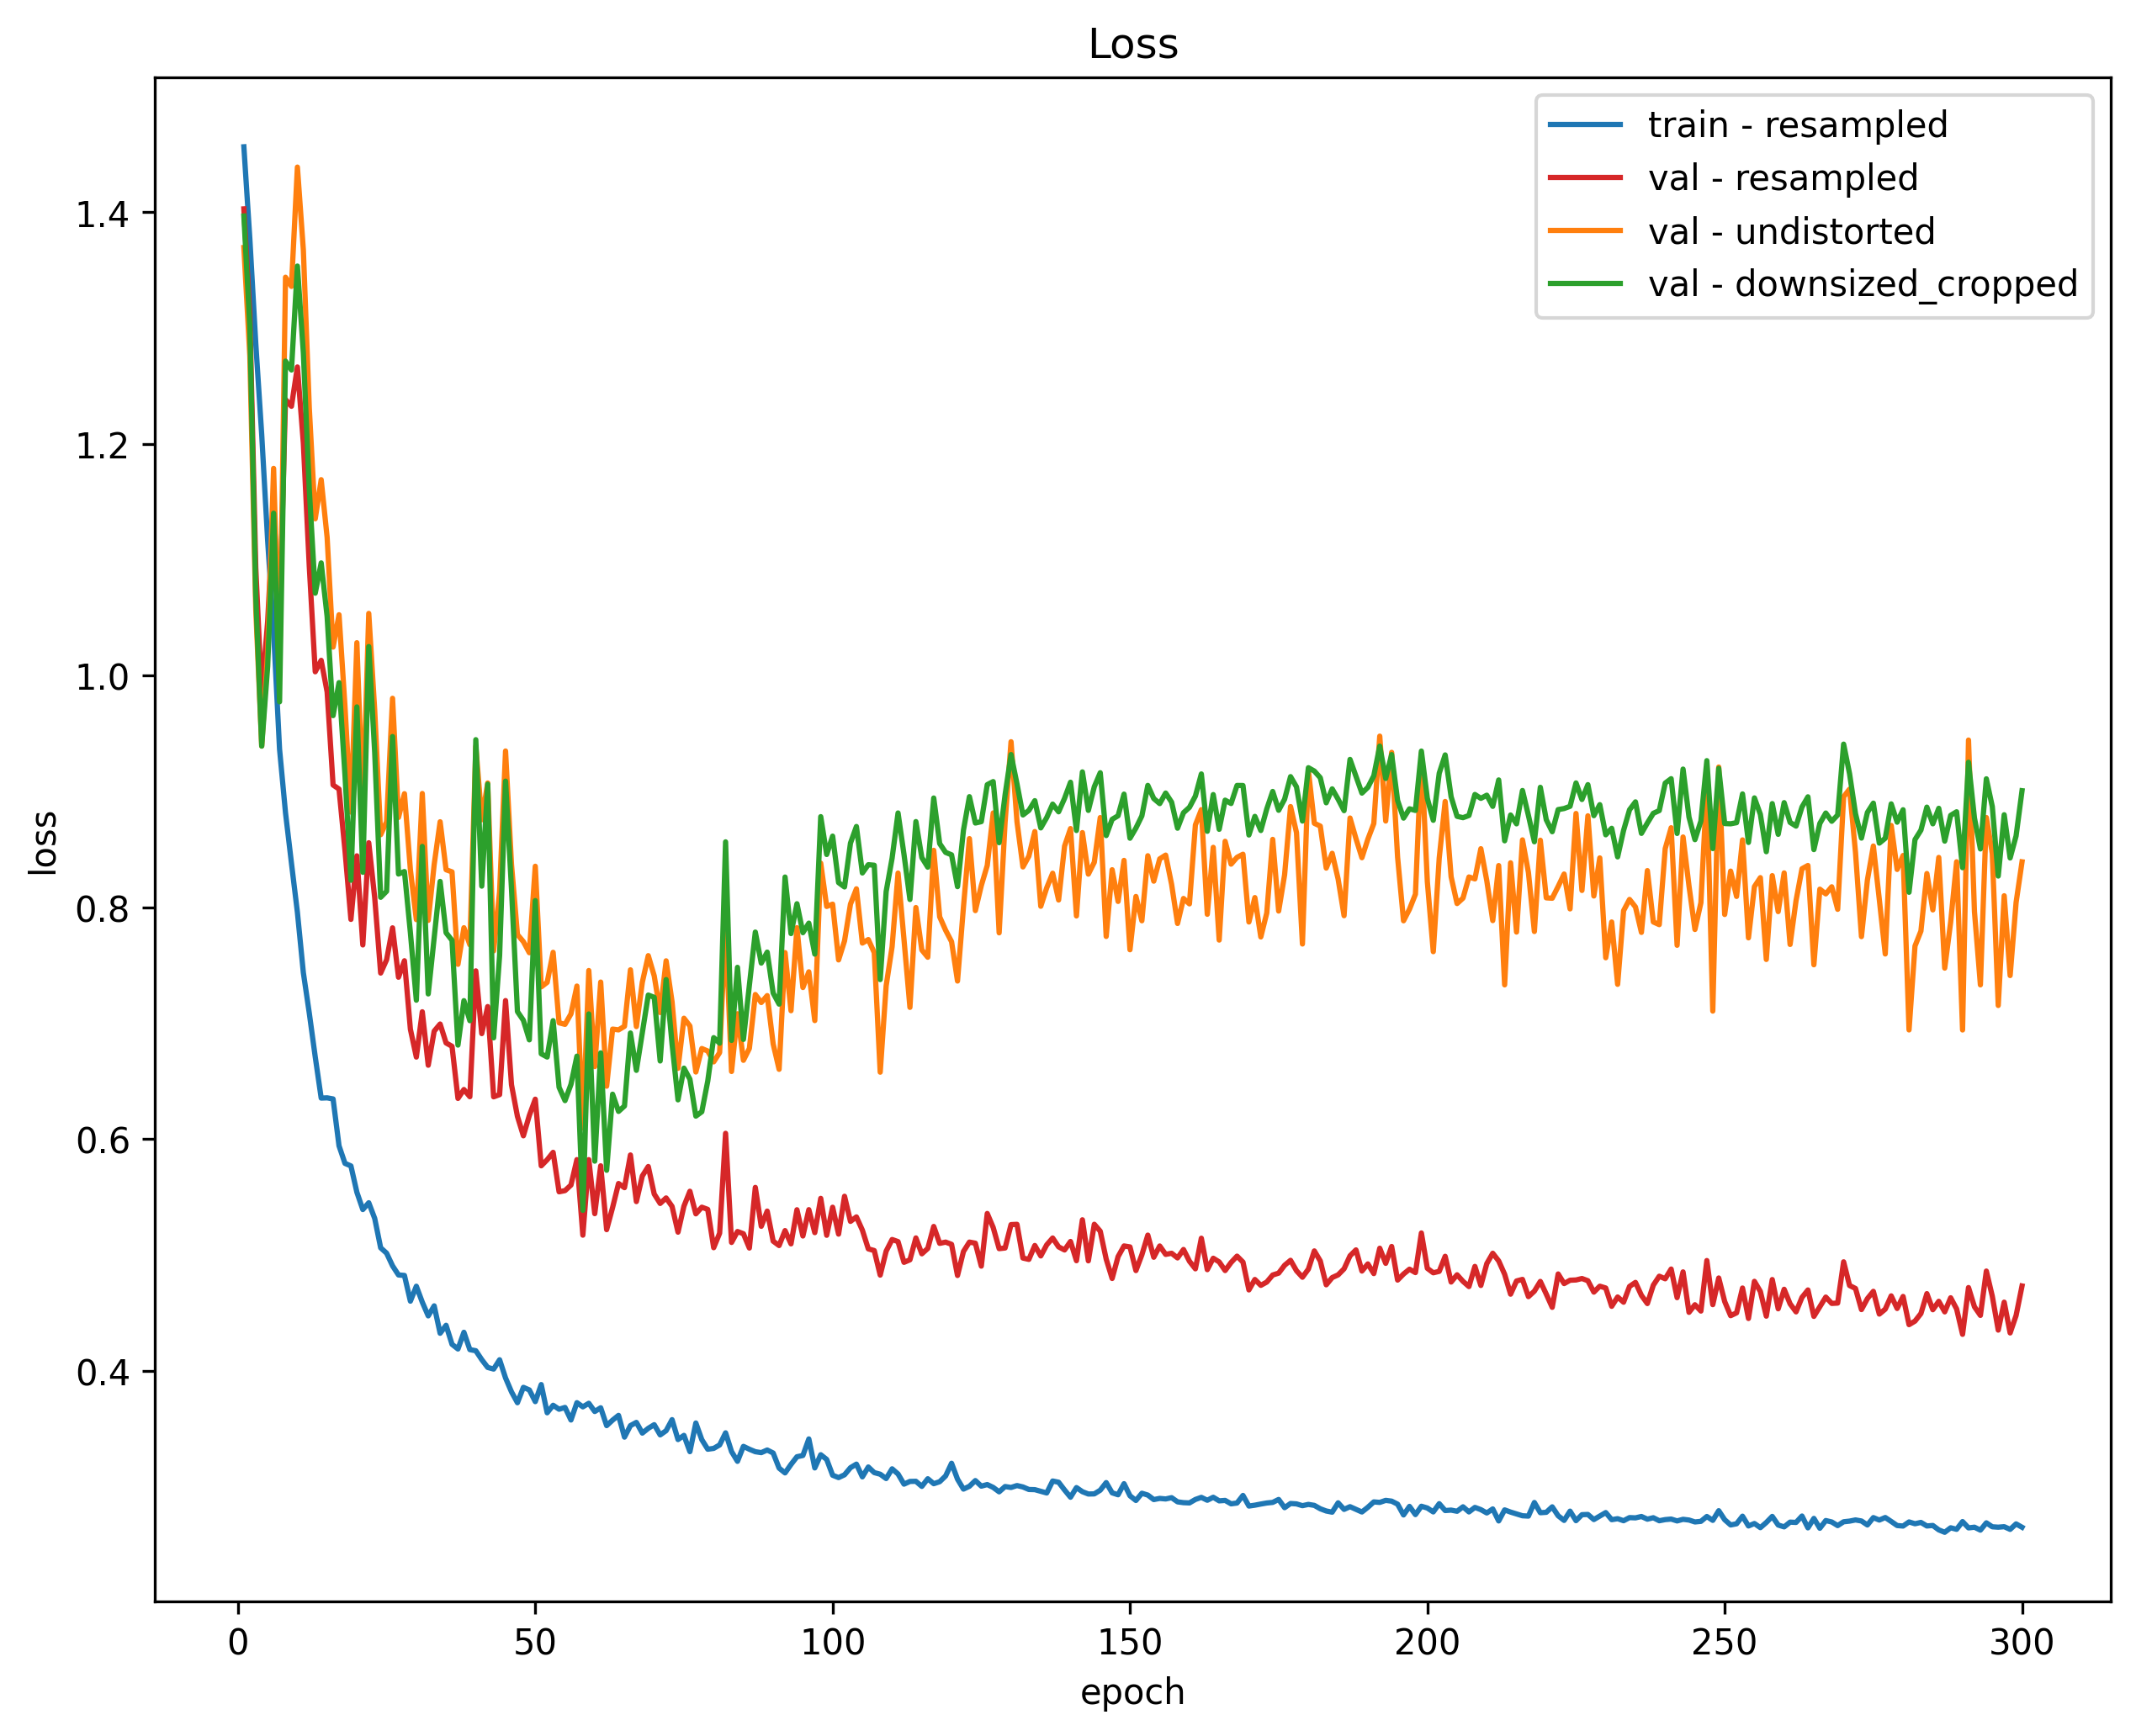 Loss
train - resampled
val - resampled
val - undistorted
val - downsized_cropped
loss
1.4
1.2
1.0
0.8
0.6
0.4
0 50 100 150 200 250 300
epoch